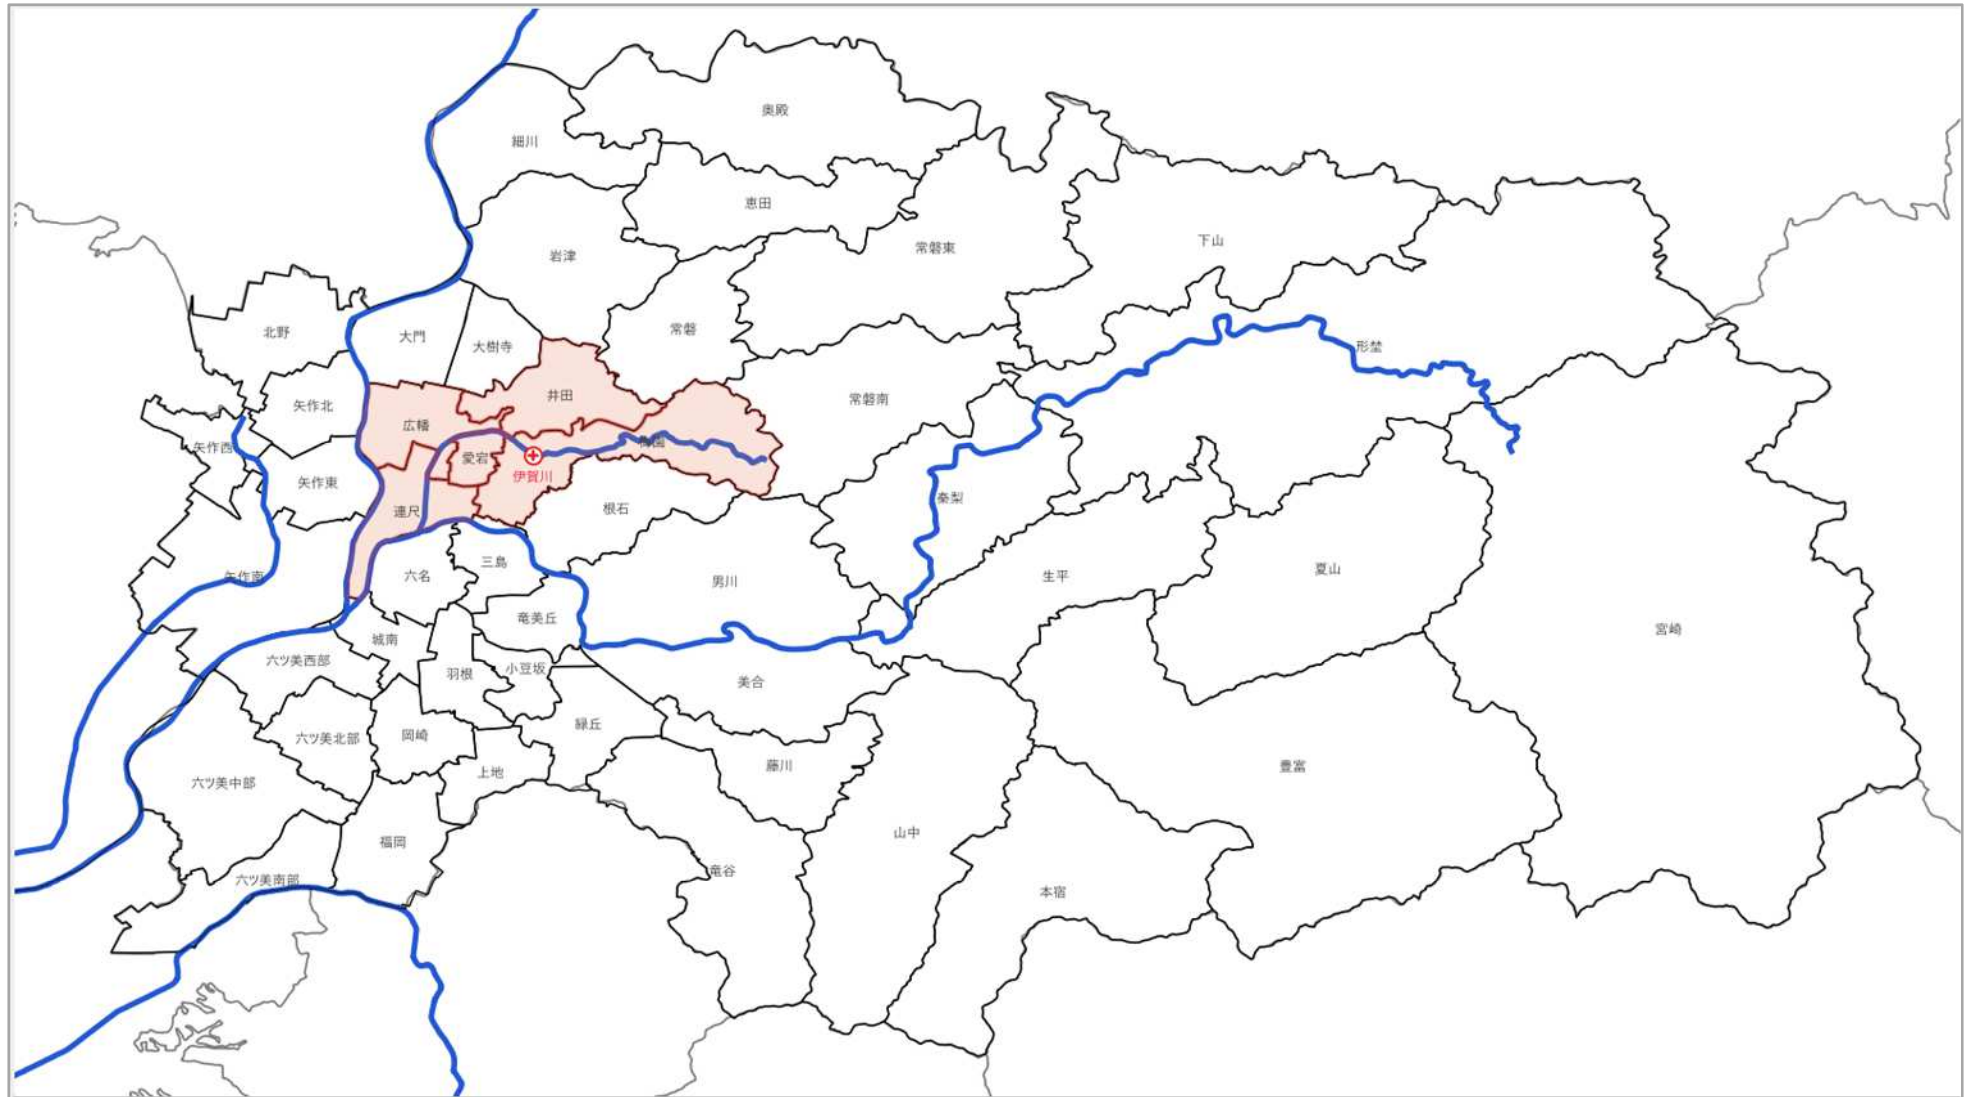 奥殿
細川
恵田
岩津
常磐東
下山
北野
大門
大樹寺
常磐
形埜
井田
常磐南
矢作北
広幡
矢作西
愛宕
伊賀川
矢作東
連尺
根石
秦梨
三島
六名
男川
生平
夏山
矢作南
竜美丘
宮崎
城南
六ツ美西部
羽根
小豆坂
美合
緑丘
六ツ美北部
岡崎
藤川
豊富
上地
六ツ美中部
山中
福岡
竜谷
六ツ美南部
本宿